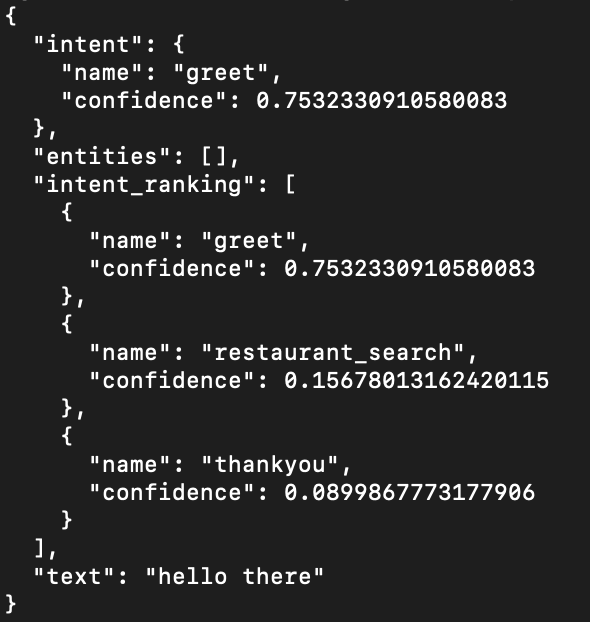 {
  "intent": {
    "name": "greet",
    "confidence": 0.7532330910580083
  },
  "entities": [],
  "intent_ranking": [
    {
      "name": "greet",
      "confidence": 0.7532330910580083
    },
    {
      "name": "restaurant_search",
      "confidence": 0.15678013162420115
    },
    {
      "name": "thankyou",
      "confidence": 0.0899867773177906
    }
  ],
  "text": "hello there"
}